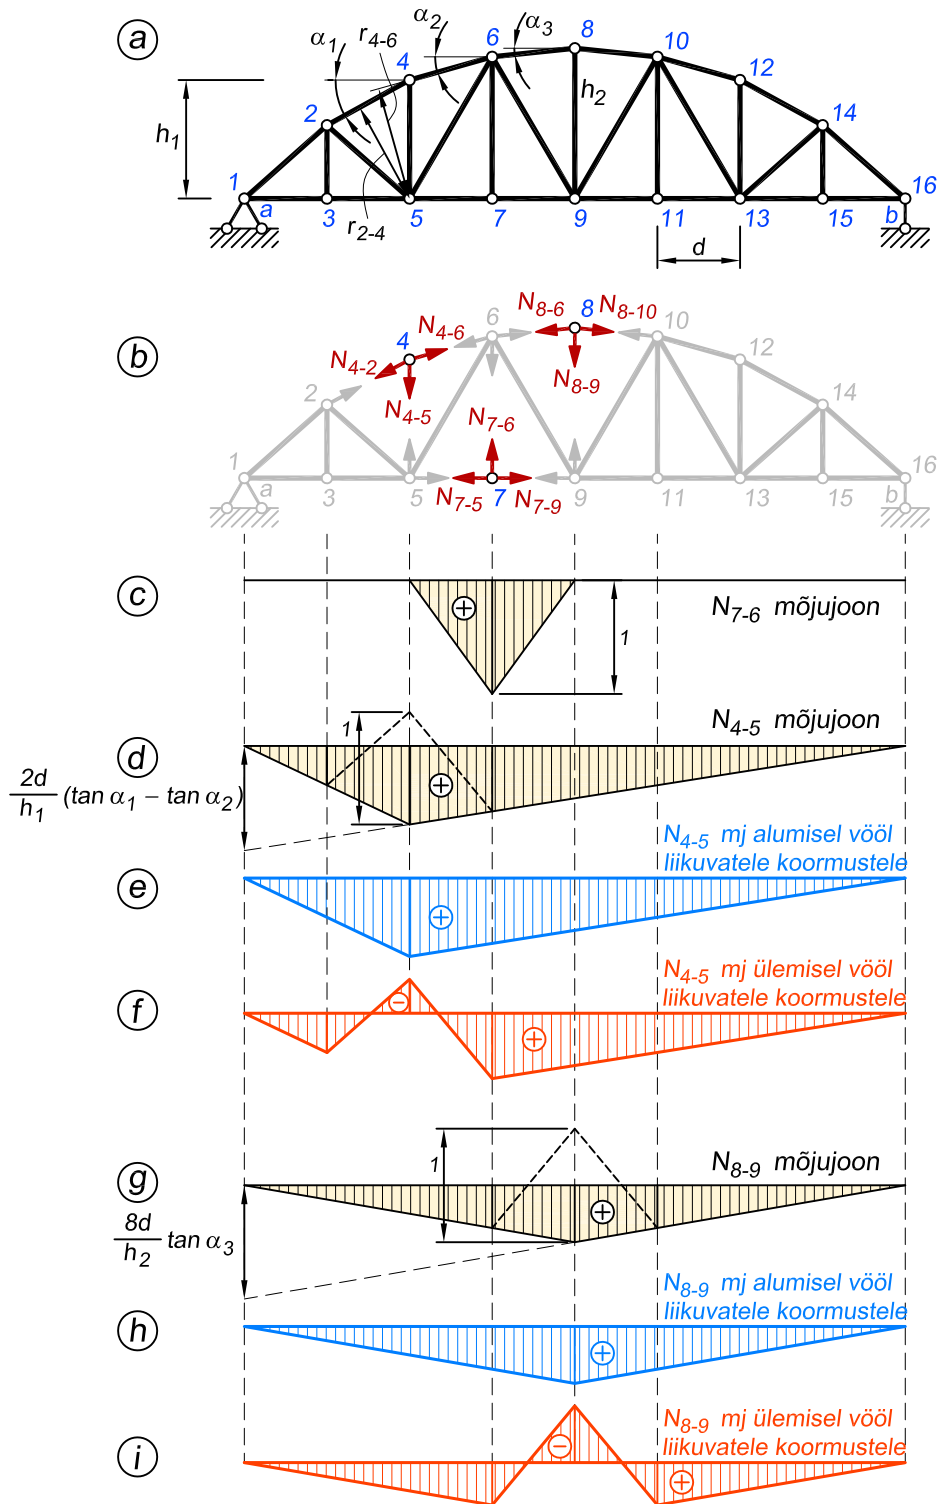 a
α1 r4-6 α2 α3
2 4 6 8 10 12 14
h1 h2
1 a 3 5 7 9 11 13 15 b 16
r2-4 d
b
N4-2 N4-6 N8-6 8 N8-10
4 6 10 12
2 N4-5 N7-6 N8-9 14
1 a 3 5 N7-5 7 N7-9 9 11 13 15 b 16
c
+ 1
N7-6 mõjujoon
d
1 +
N4-5 mõjujoon
2d/h1 (tan α1 − tan α2)
N4-5 mj alumisel vööl
liikuvatele koormustele
e
+
N4-5 mj ülemisel vööl
liikuvatele koormustele
f
− +
N8-9 mõjujoon
g
1 +
8d/h2 tan α3
N8-9 mj alumisel vööl
liikuvatele koormustele
h
+
N8-9 mj ülemisel vööl
liikuvatele koormustele
i
− +